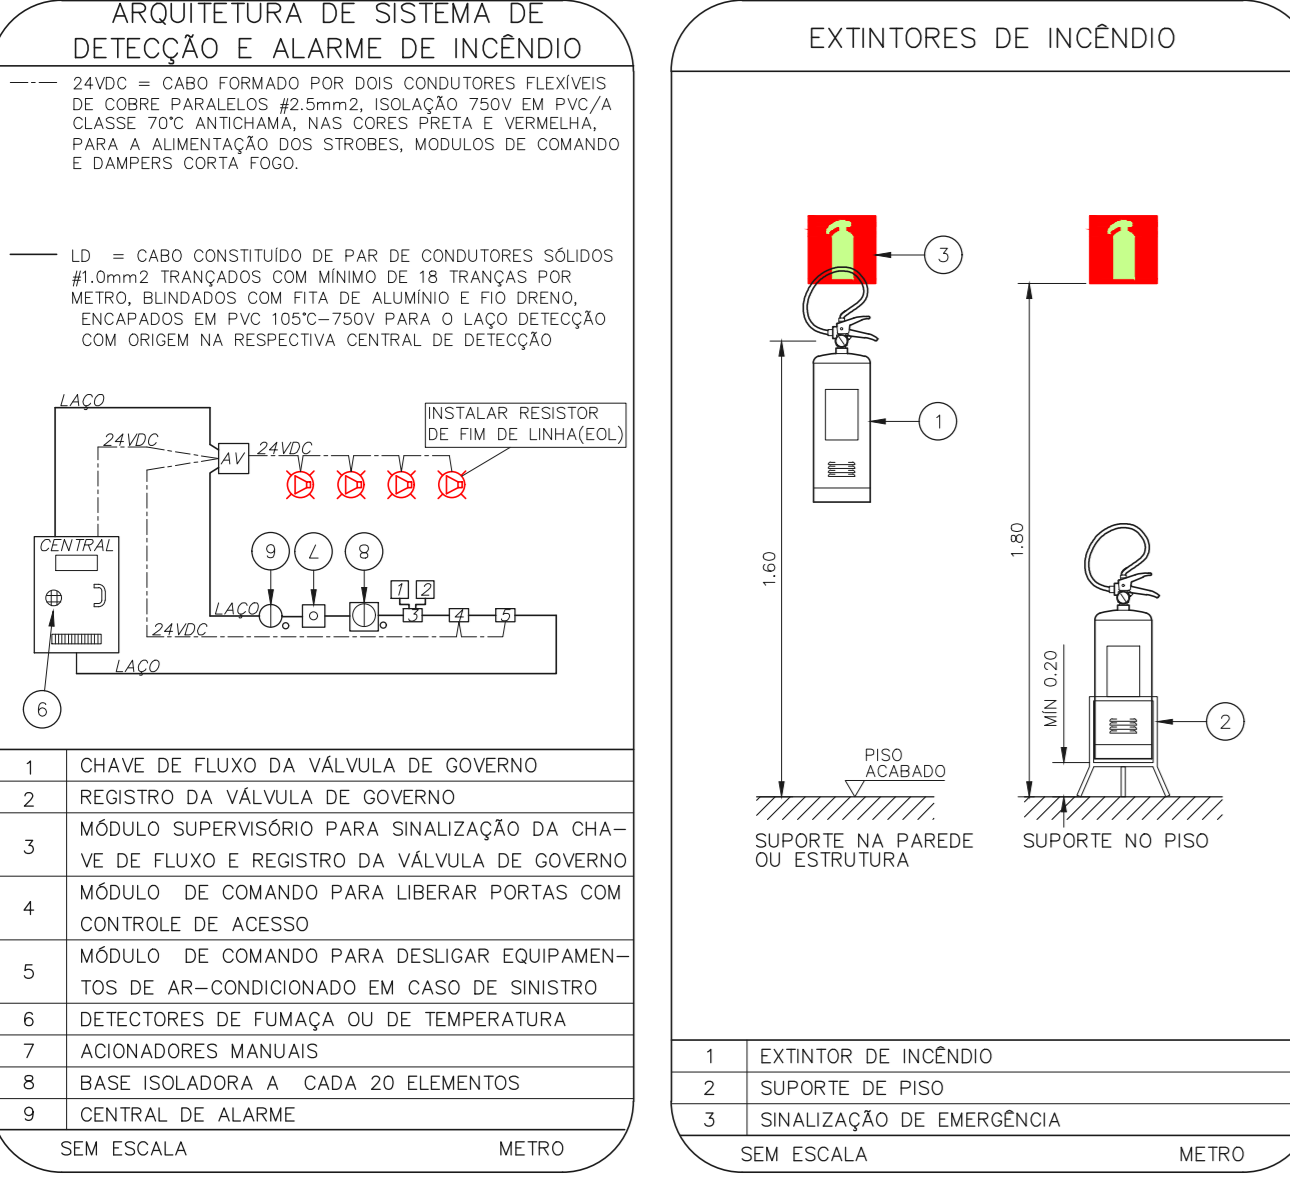 ARQUITETURA DE SISTEMA DE
DETECÇÃO E ALARME DE INCÊNDIO
24VDC = CABO FORMADO POR DOIS CONDUTORES FLEXÍVEIS
DE COBRE PARALELOS #2.5mm2, ISOLAÇÃO 750V EM PVC/A
CLASSE 70°C ANTICHAMA, NAS CORES PRETA E VERMELHA,
PARA A ALIMENTAÇÃO DOS STROBES, MODULOS DE COMANDO
E DAMPERS CORTA FOGO.
LD = CABO CONSTITUÍDO DE PAR DE CONDUTORES SÓLIDOS
#1.0mm2 TRANÇADOS COM MÍNIMO DE 18 TRANÇAS POR
METRO, BLINDADOS COM FITA DE ALUMÍNIO E FIO DRENO,
ENCAPADOS EM PVC 105°C-750V PARA O LAÇO DETECÇÃO
COM ORIGEM NA RESPECTIVA CENTRAL DE DETECÇÃO
LAÇO
24VDC
AV
24VDC
INSTALAR RESISTOR
DE FIM DE LINHA(EOL)
CENTRAL
9
7
8
1
2
LAÇO
3
4
5
24VDC
LAÇO
6
1 CHAVE DE FLUXO DA VÁLVULA DE GOVERNO
2 REGISTRO DA VÁLVULA DE GOVERNO
3 MÓDULO SUPERVISÓRIO PARA SINALIZAÇÃO DA CHA-
VE DE FLUXO E REGISTRO DA VÁLVULA DE GOVERNO
4 MÓDULO DE COMANDO PARA LIBERAR PORTAS COM
CONTROLE DE ACESSO
5 MÓDULO DE COMANDO PARA DESLIGAR EQUIPAMEN-
TOS DE AR-CONDICIONADO EM CASO DE SINISTRO
6 DETECTORES DE FUMAÇA OU DE TEMPERATURA
7 ACIONADORES MANUAIS
8 BASE ISOLADORA A CADA 20 ELEMENTOS
9 CENTRAL DE ALARME
SEM ESCALA METRO
EXTINTORES DE INCÊNDIO
3
1
1.60
1.80
MÍN 0.20
2
PISO
ACABADO
SUPORTE NA PAREDE
OU ESTRUTURA
SUPORTE NO PISO
1 EXTINTOR DE INCÊNDIO
2 SUPORTE DE PISO
3 SINALIZAÇÃO DE EMERGÊNCIA
SEM ESCALA METRO